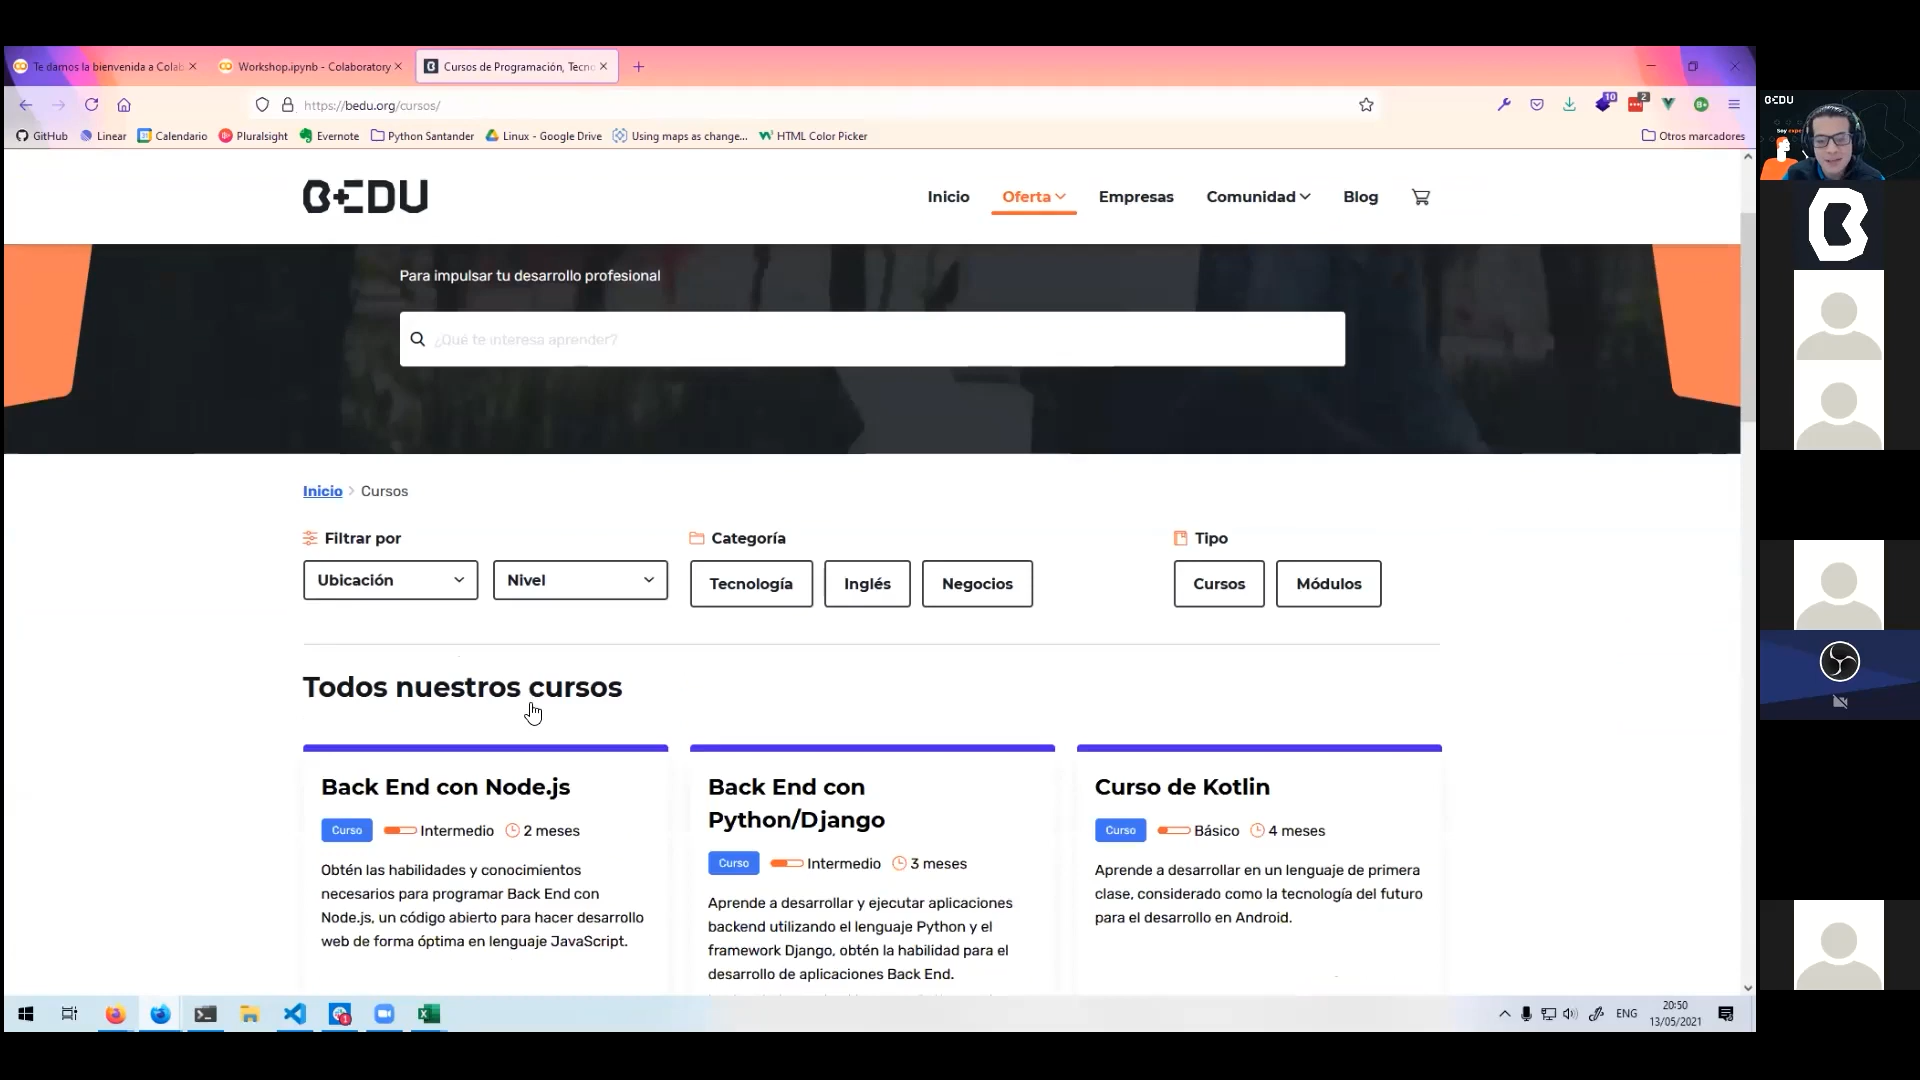 Te damos la bienvenida a Colab
Workshop.ipynb - Colaboratory
Cursos de Programación, Tecno
https://bedu.org/cursos/
10
2
GitHub
Linear
Calendario
Pluralsight
Evernote
Python Santander
Linux - Google Drive
Using maps as change...
HTML Color Picker
Otros marcadores
BEDU
Inicio
Oferta
Empresas
Comunidad
Blog
Para impulsar tu desarrollo profesional
¿Qué te interesa aprender?
Inicio > Cursos
Filtrar por
Categoría
Tipo
Ubicación
Nivel
Tecnología
Inglés
Negocios
Cursos
Módulos
Todos nuestros cursos
Back End con Node.js
Curso
Intermedio
2 meses
Obtén las habilidades y conocimientos
necesarios para programar Back End con
Node.js, un código abierto para hacer desarrollo
web de forma óptima en lenguaje JavaScript.
Back End con
Python/Django
Curso
Intermedio
3 meses
Aprende a desarrollar y ejecutar aplicaciones
backend utilizando el lenguaje Python y el
framework Django, obtén la habilidad para el
desarrollo de aplicaciones Back End.
Curso de Kotlin
Curso
Básico
4 meses
Aprende a desarrollar en un lenguaje de primera
clase, considerado como la tecnología del futuro
para el desarrollo en Android.
ENG
20:50
13/05/2021
BEDU
Soy
B